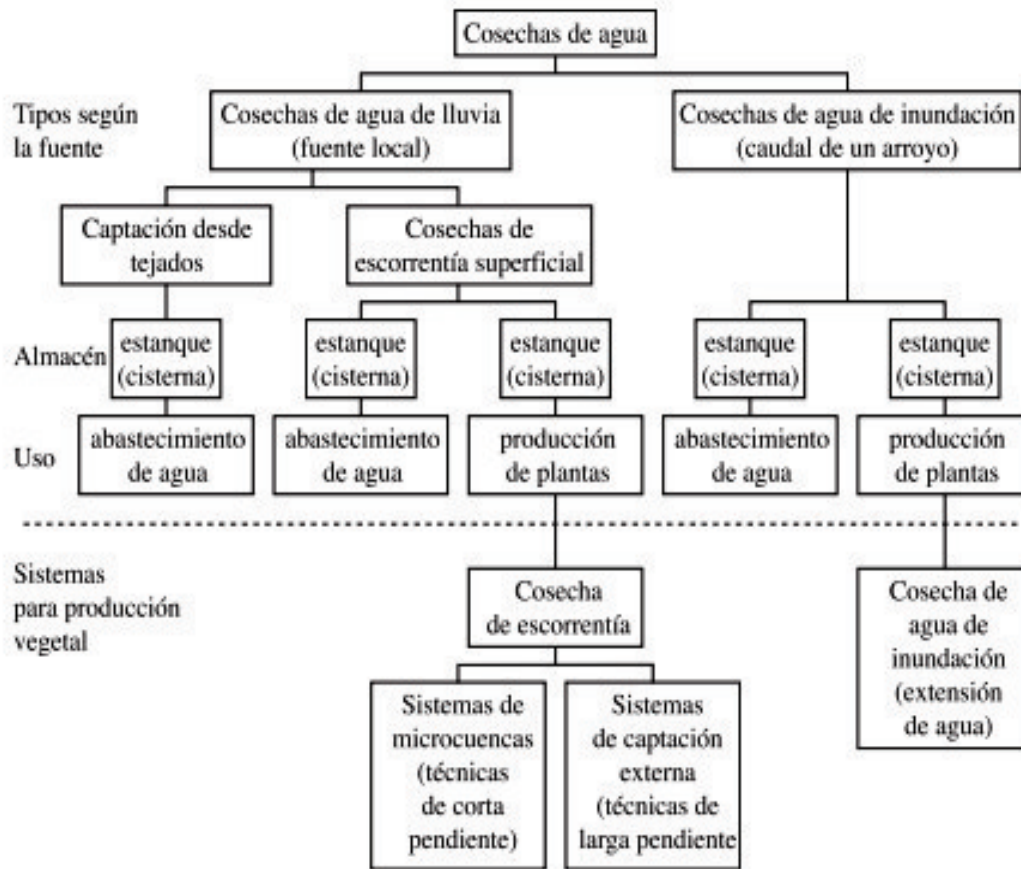 Cosechas de agua
Tipos según
la fuente
Cosechas de agua de lluvia
(fuente local)
Cosechas de agua de inundación
(caudal de un arroyo)
Captación desde
tejados
Cosechas de
escorrentía superficial
Almacén
estanque
(cisterna)
estanque
(cisterna)
estanque
(cisterna)
estanque
(cisterna)
estanque
(cisterna)
Uso
abastecimiento
de agua
abastecimiento
de agua
producción
de plantas
abastecimiento
de agua
producción
de plantas
Sistemas
para producción
vegetal
Cosecha
de escorrentía
Cosecha de
agua de
inundación
(extensión
de agua)
Sistemas de
microcuencas
(técnicas
de corta
pendiente)
Sistemas
de captación
externa
(técnicas de
larga pendiente